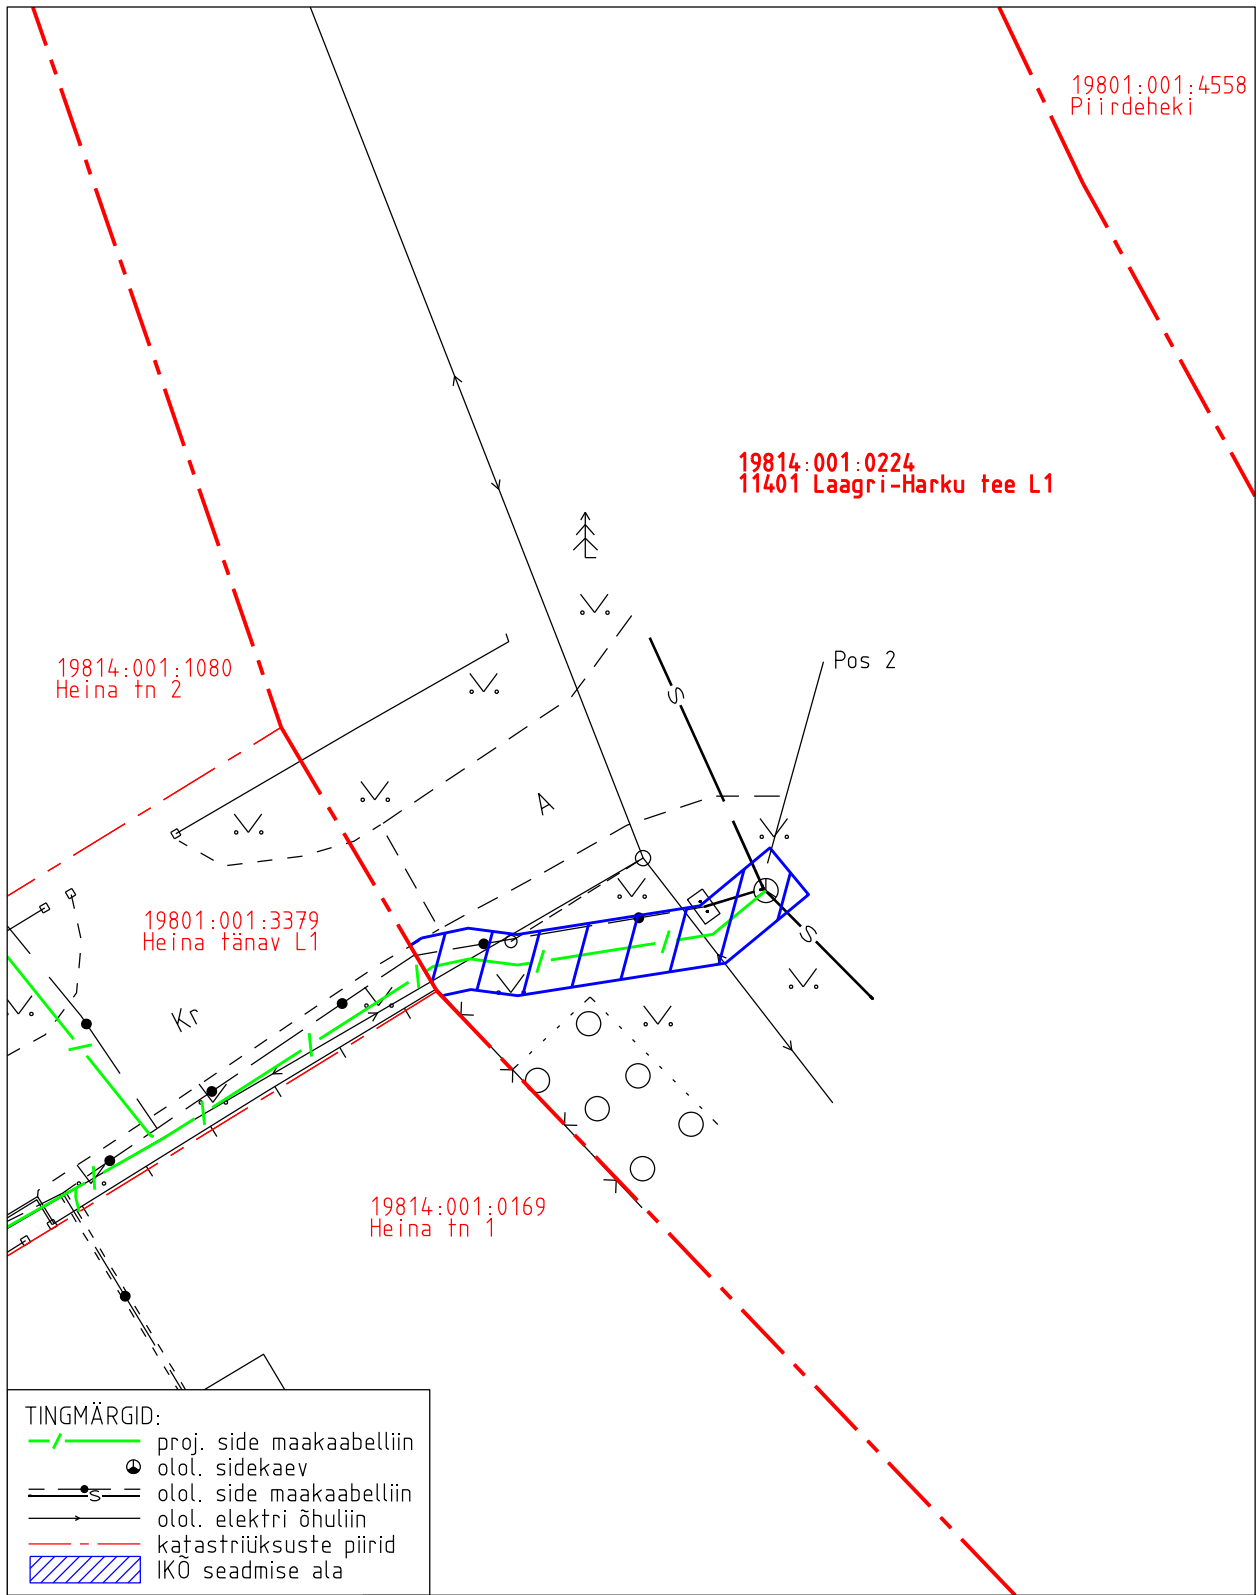 19801:001:4558
Piirdeheki
19814:001:0224
11401 Laagri-Harku tee L1
19814:001:1080
Heina tn 2
Pos 2
S
A
19801:001:3379
Heina tänav L1
S
Kr
19814:001:0169
Heina tn 1
TINGMÄRGID:
proj. side maakaabelliin
olol. sidekaev
S olol. side maakaabelliin
olol. elektri õhuliin
katastriüksuste piirid
IKÕ seadmise ala